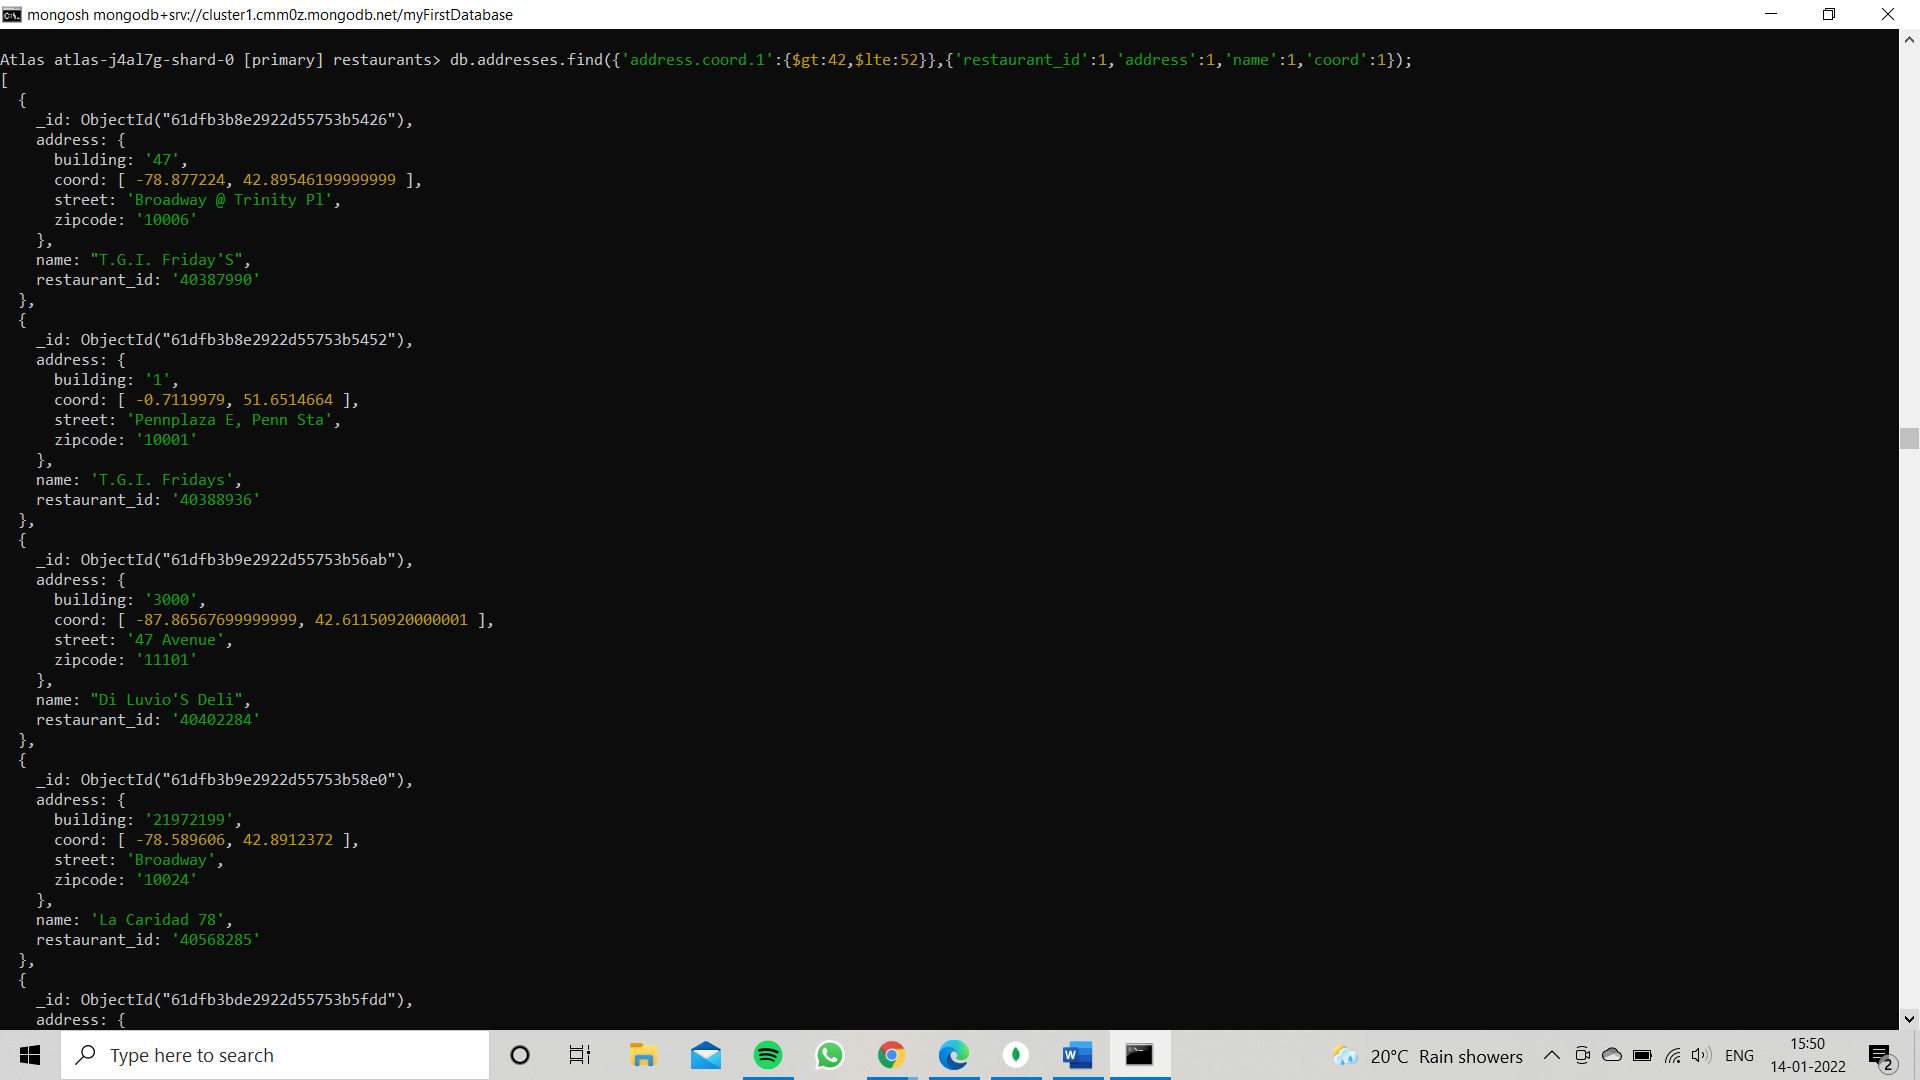 mongosh mongodb+srv://cluster1.cmm0z.mongodb.net/myFirstDatabase
Atlas atlas-j4al7g-shard-0 [primary] restaurants> db.addresses.find({'address.coord.1':{$gt:42,$lte:52}},{'restaurant_id':1,'address':1,'name':1,'coord':1});
[
  {
    _id: ObjectId("61dfb3b8e2922d55753b5426"),
    address: {
      building: '47',
      coord: [ -78.877224, 42.89546199999999 ],
      street: 'Broadway @ Trinity Pl',
      zipcode: '10006'
    },
    name: "T.G.I. Friday'S",
    restaurant_id: '40387990'
  },
  {
    _id: ObjectId("61dfb3b8e2922d55753b5452"),
    address: {
      building: '1',
      coord: [ -0.7119979, 51.6514664 ],
      street: 'Pennplaza E, Penn Sta',
      zipcode: '10001'
    },
    name: 'T.G.I. Fridays',
    restaurant_id: '40388936'
  },
  {
    _id: ObjectId("61dfb3b9e2922d55753b56ab"),
    address: {
      building: '3000',
      coord: [ -87.86567699999999, 42.61150920000001 ],
      street: '47 Avenue',
      zipcode: '11101'
    },
    name: "Di Luvio'S Deli",
    restaurant_id: '40402284'
  },
  {
    _id: ObjectId("61dfb3b9e2922d55753b58e0"),
    address: {
      building: '21972199',
      coord: [ -78.589606, 42.8912372 ],
      street: 'Broadway',
      zipcode: '10024'
    },
    name: 'La Caridad 78',
    restaurant_id: '40568285'
  },
  {
    _id: ObjectId("61dfb3bde2922d55753b5fdd"),
    address: {
Type here to search
20°C Rain showers
ENG
15:50
14-01-2022
2